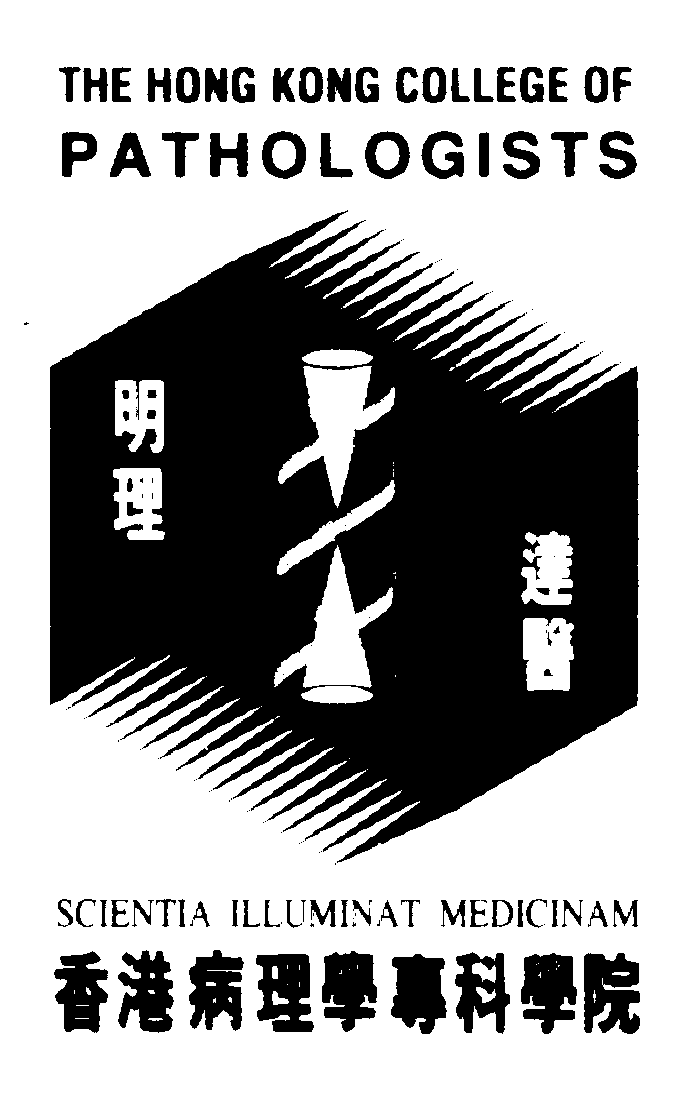 THE HONG KONG COLLEGE OF
PATHOLOGISTS
明理
達醫
SCIENTIA ILLUMINAT MEDICINAM
香港病理學專科學院